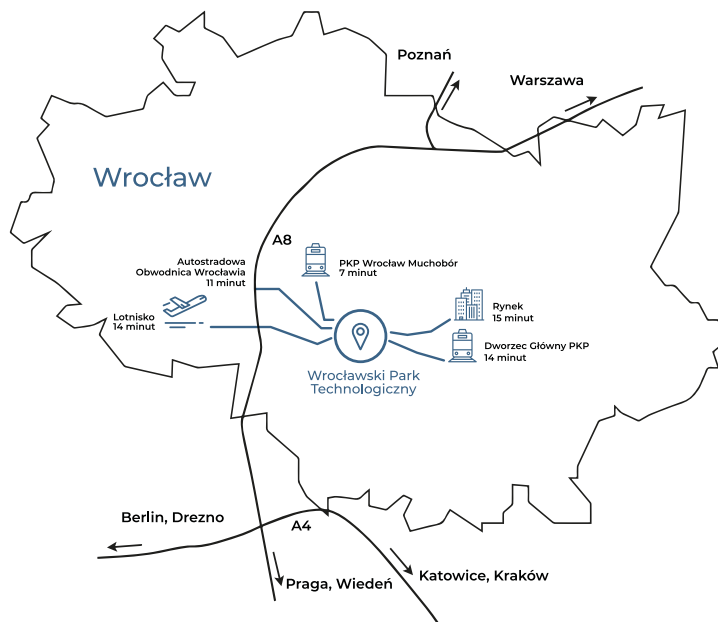 Poznań
Warszawa
Wrocław
A8
Autostradowa
Obwodnica Wrocławia
11 minut
PKP Wrocław Muchobór
7 minut
Lotnisko
14 minut
Rynek
15 minut
Dworzec Główny PKP
14 minut
Wrocławski Park
Technologiczny
Berlin, Drezno
A4
Praga, Wiedeń
Katowice, Kraków